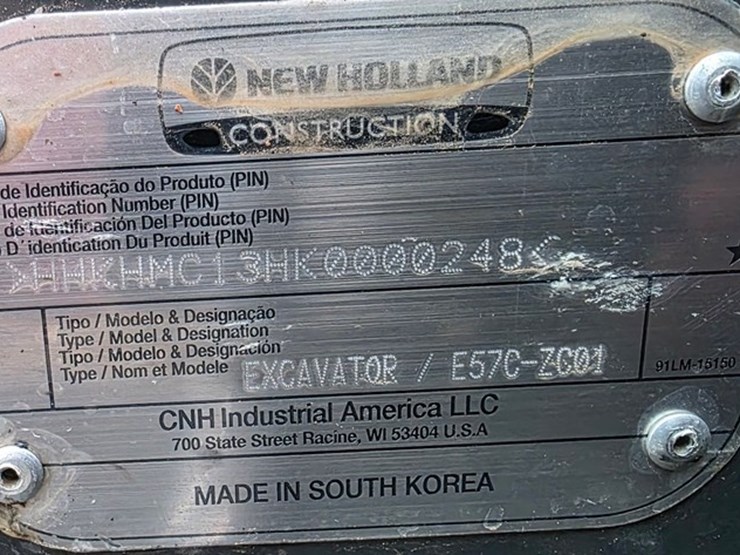 NEW HOLLAND
CONSTRUCTION
de Identificação do Produto (PIN)
Identification Number (PIN)
de Identificación Del Producto (PIN)
D'identication Du Produit (PIN)
>HHKHMC13HK0000248<
Tipo / Modelo & Designação
Type / Model & Designation
Tipo / Modelo & Designación
Type / Nom et Modele
EXCAVATOR / E57C-ZC01
91LM-15150
CNH Industrial America LLC
700 State Street Racine, WI 53404 U.S.A
MADE IN SOUTH KOREA